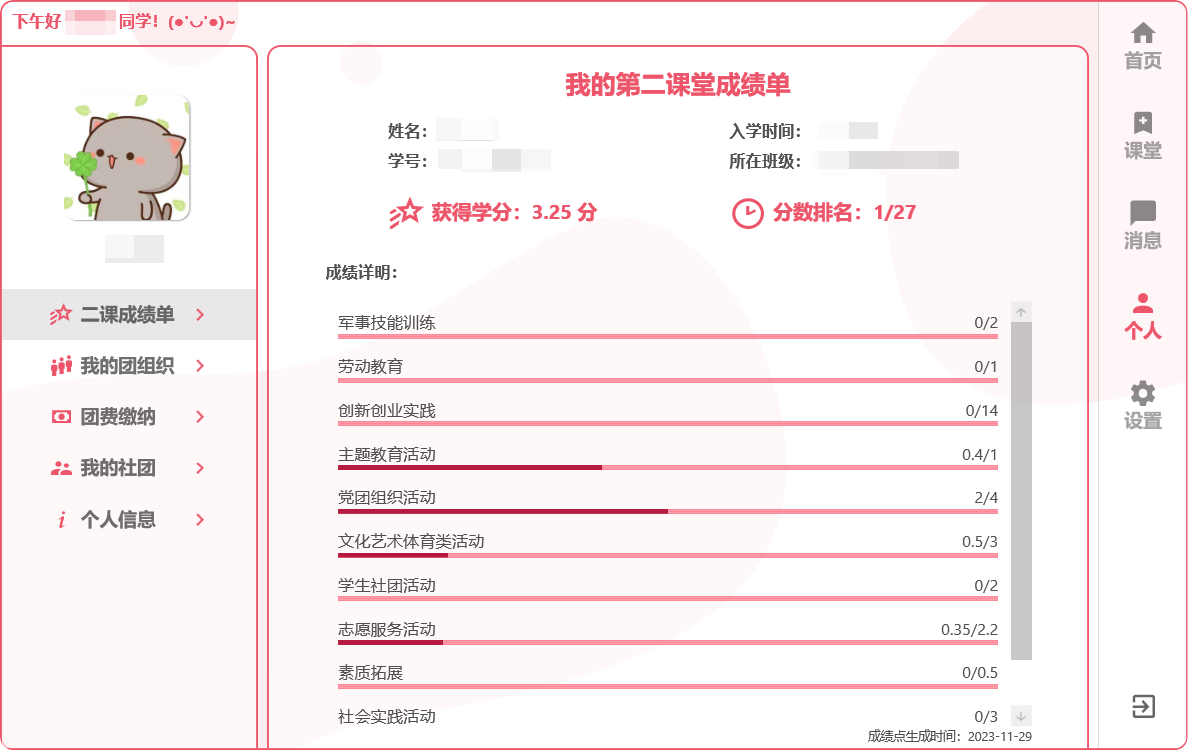 下午好 同学！(●'◡'●)~
二课成绩单
我的团组织
团费缴纳
我的社团
个人信息
我的第二课堂成绩单
姓名：
入学时间：
学号：
所在班级：
获得学分：3.25 分
分数排名：1/27
成绩详明：
军事技能训练 0/2
劳动教育 0/1
创新创业实践 0/14
主题教育活动 0.4/1
党团组织活动 2/4
文化艺术体育类活动 0.5/3
学生社团活动 0/2
志愿服务活动 0.35/2.2
素质拓展 0/0.5
社会实践活动 0/3
成绩点生成时间：2023-11-29
首页
课堂
消息
个人
设置